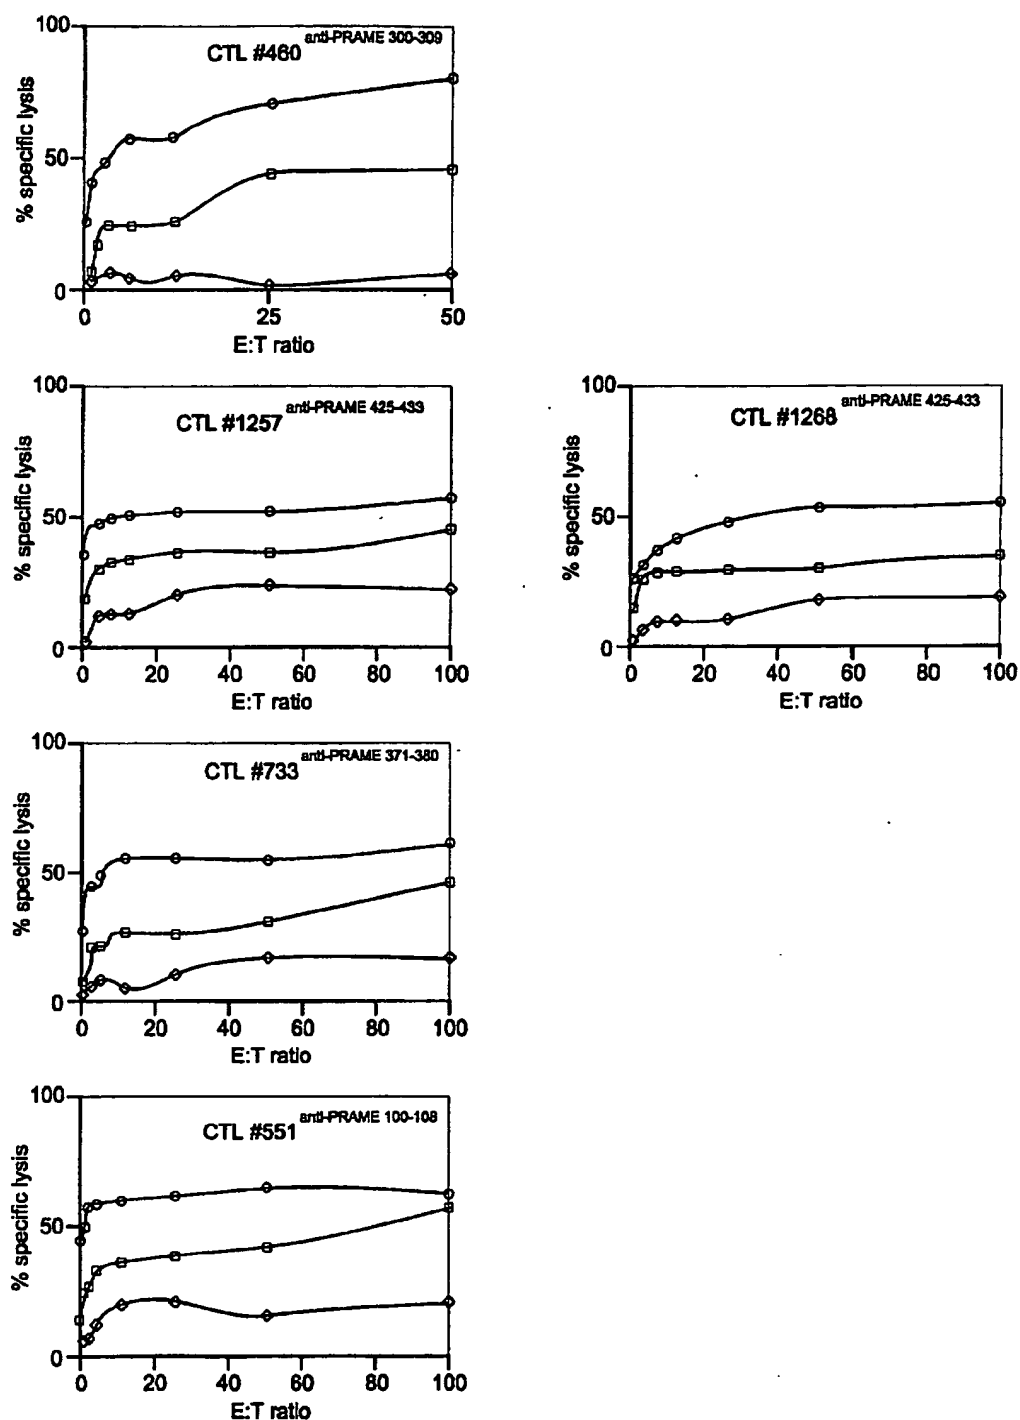 100
CTL #460 anti-PRAME 300-309
% specific lysis
50
0
0 25 50
E:T ratio
100
CTL #1257 anti-PRAME 425-433
% specific lysis
50
0
0 20 40 60 80 100
E:T ratio
100
CTL #1268 anti-PRAME 425-433
% specific lysis
50
0
0 20 40 60 80 100
E:T ratio
100
CTL #733 anti-PRAME 371-380
% specific lysis
50
0
0 20 40 60 80 100
E:T ratio
100
CTL #551 anti-PRAME 100-108
% specific lysis
50
0
0 20 40 60 80 100
E:T ratio